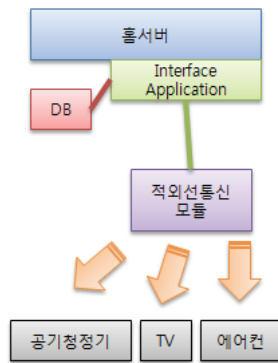 홈서버
Interface
Application
DB
적외선통신
모듈
공기청정기
TV
에어컨